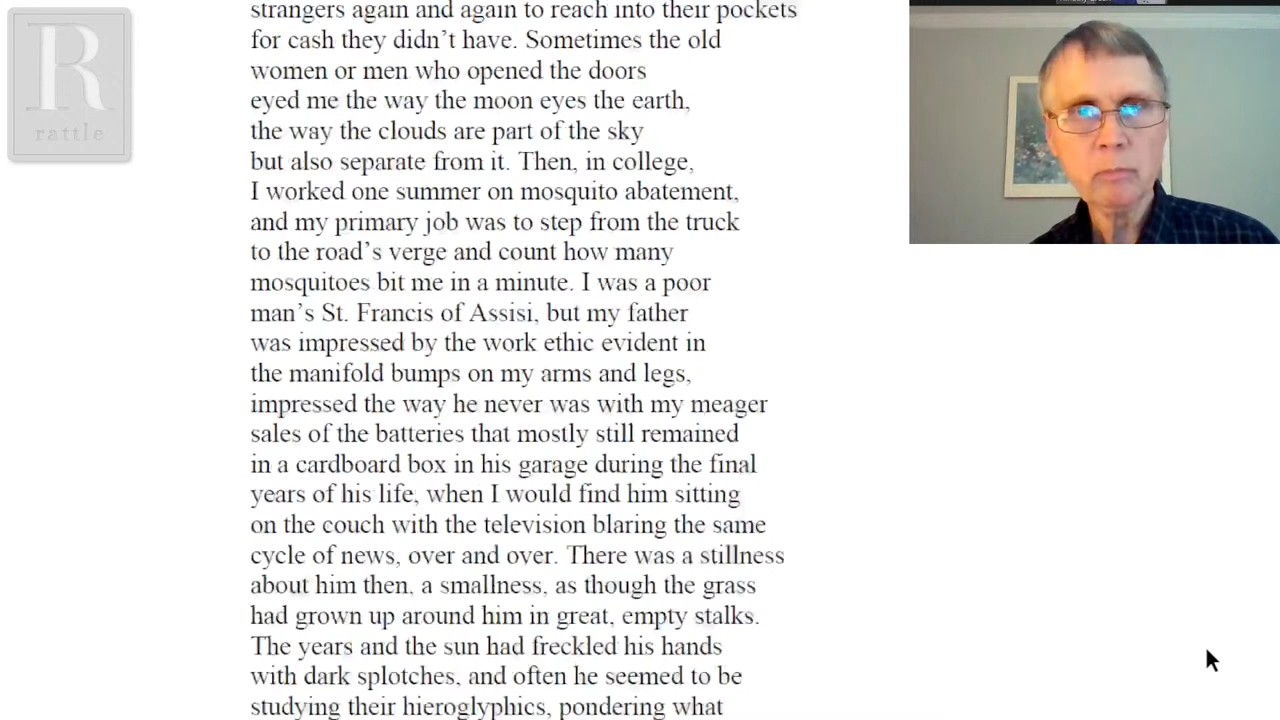 strangers again and again to reach into their pockets
for cash they didn't have. Sometimes the old
women or men who opened the doors
eyed me the way the moon eyes the earth,
the way the clouds are part of the sky
but also separate from it. Then, in college,
I worked one summer on mosquito abatement,
and my primary job was to step from the truck
to the road's verge and count how many
mosquitoes bit me in a minute. I was a poor
man's St. Francis of Assisi, but my father
was impressed by the work ethic evident in
the manifold bumps on my arms and legs,
impressed the way he never was with my meager
sales of the batteries that mostly still remained
in a cardboard box in his garage during the final
years of his life, when I would find him sitting
on the couch with the television blaring the same
cycle of news, over and over. There was a stillness
about him then, a smallness, as though the grass
had grown up around him in great, empty stalks.
The years and the sun had freckled his hands
with dark splotches, and often he seemed to be
studying their hieroglyphics, pondering what
R
rattle